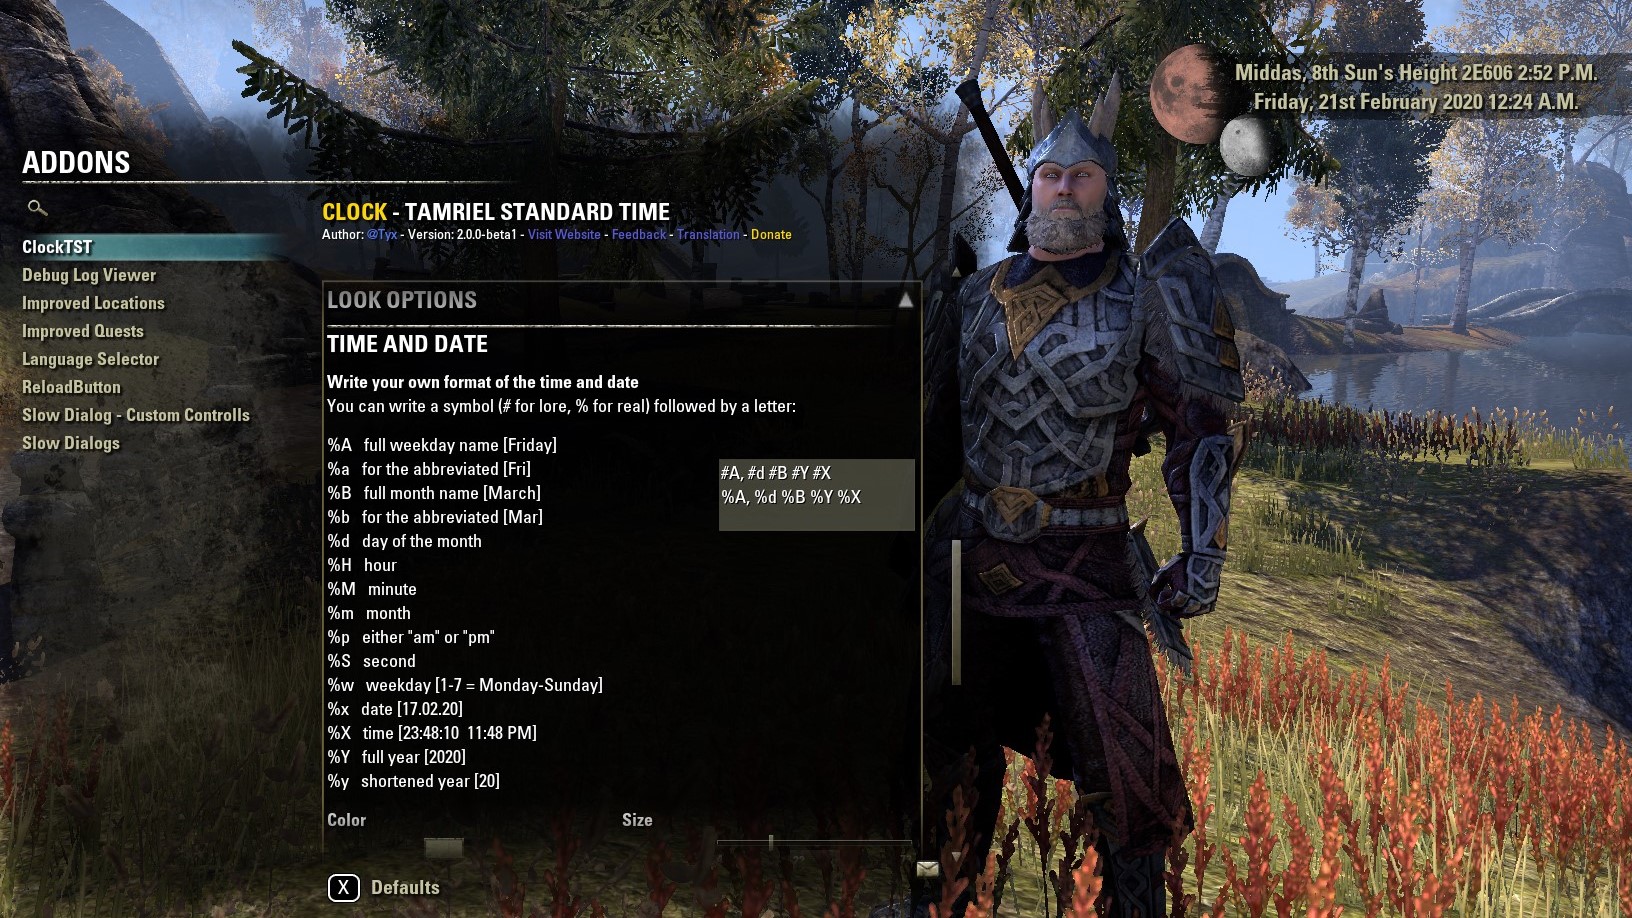 Middas, 8th Sun's Height 2E606 2:52 P.M.
Friday, 21st February 2020 12:24 A.M.
ADDONS
ClockTST
Debug Log Viewer
Improved Locations
Improved Quests
Language Selector
ReloadButton
Slow Dialog - Custom Controlls
Slow Dialogs
CLOCK - TAMRIEL STANDARD TIME
Author: @Tyx - Version: 2.0.0-beta1 - Visit Website - Feedback - Translation - Donate
LOOK OPTIONS
TIME AND DATE
Write your own format of the time and date
You can write a symbol (# for lore, % for real) followed by a letter:
%A full weekday name [Friday]
%a for the abbreviated [Fri]
%B full month name [March]
%b for the abbreviated [Mar]
%d day of the month
%H hour
%M minute
%m month
%p either "am" or "pm"
%S second
%w weekday [1-7 = Monday-Sunday]
%x date [17.02.20]
%X time [23:48:10 11:48 PM]
%Y full year [2020]
%y shortened year [20]
#A, #d #B #Y #X
%A, %d %B %Y %X
Color
Size
X Defaults